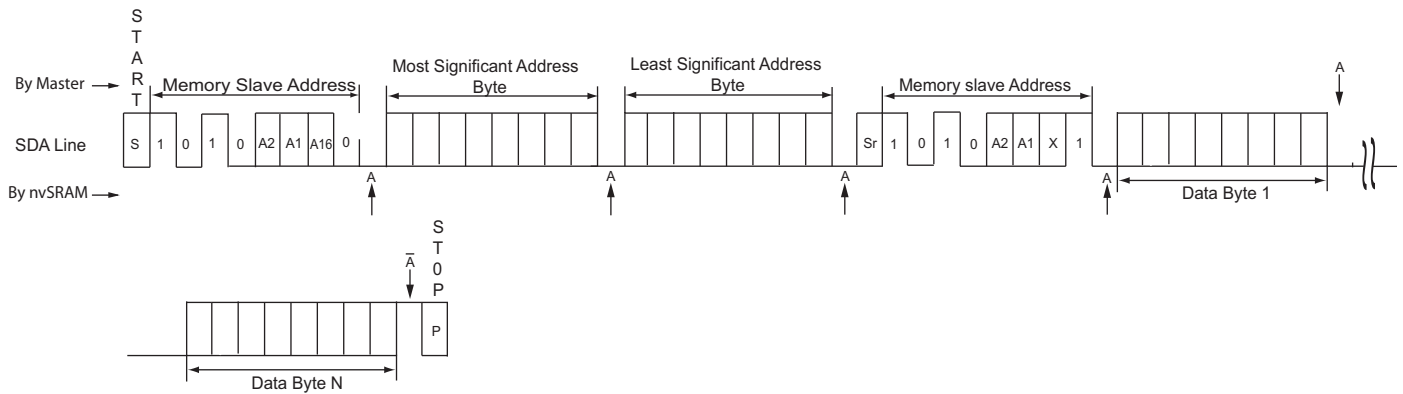 START
By Master
Memory Slave Address
Most Significant Address
Byte
Least Significant Address
Byte
Memory slave Address
A
SDA Line
S 1 0 1 0 A2 A1 A16 0
Sr 1 0 1 0 A2 A1 X 1
By nvSRAM
A
A
A
A
Data Byte 1
ST0P
A̅
P
Data Byte N